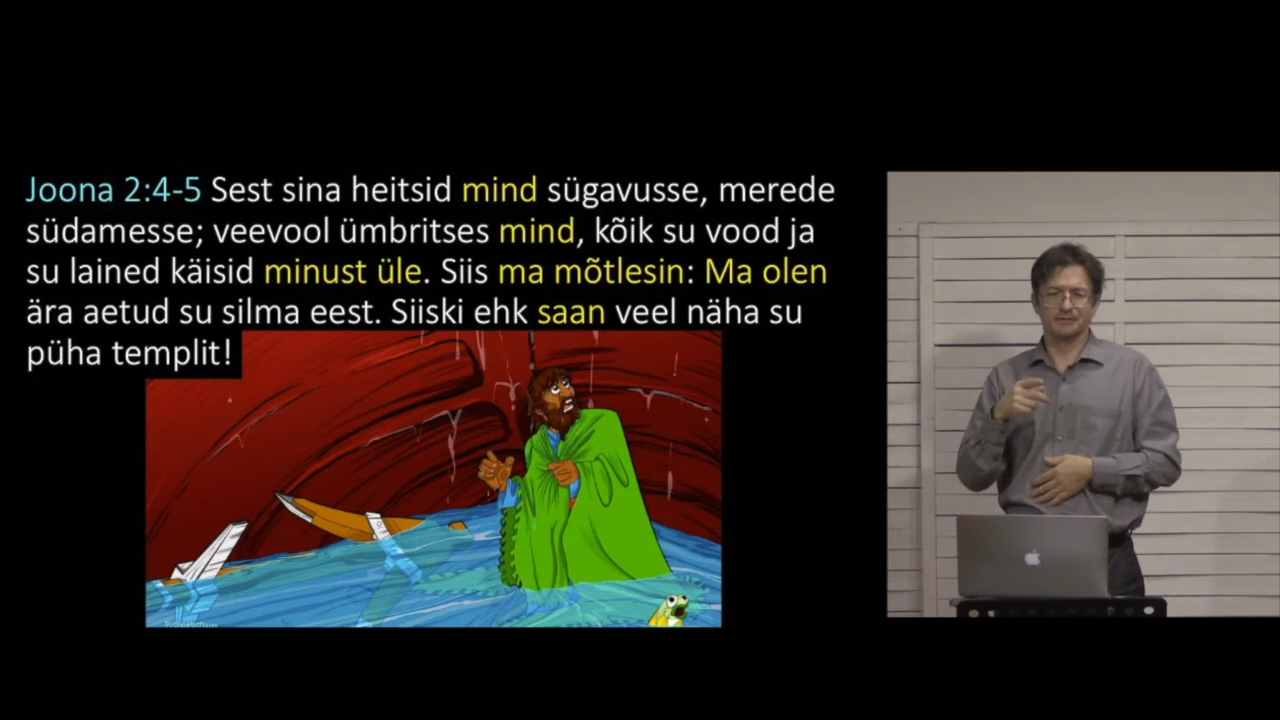 Joona 2:4-5 Sest sina heitsid mind sügavusse, merede
südamesse; veevool ümbritses mind, kõik su vood ja
su lained käisid minust üle. Siis ma mõtlesin: Ma olen
ära aetud su silma eest. Siiski ehk saan veel näha su
püha templit!